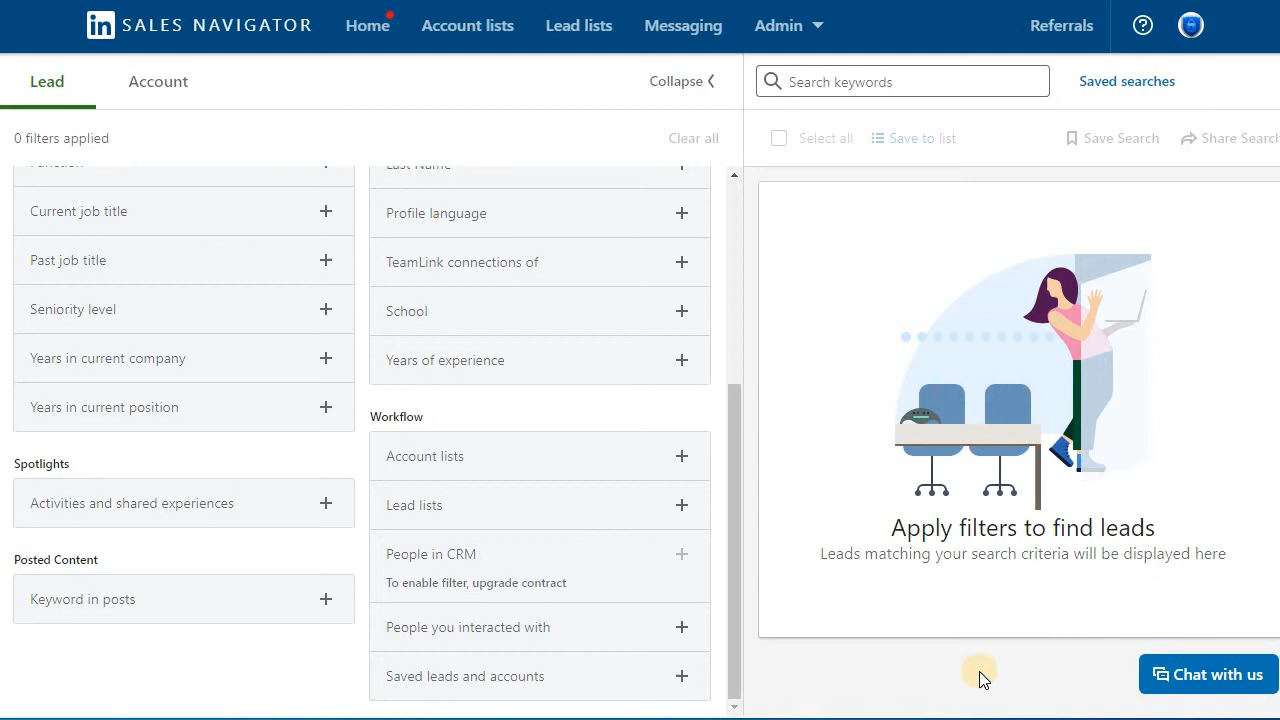 in SALES NAVIGATOR Home Account lists Lead lists Messaging Admin Referrals
Lead Account Collapse
Search keywords Saved searches
0 filters applied Clear all
Select all Save to list Save Search Share Search
Function
Current job title
Past job title
Seniority level
Years in current company
Years in current position
Spotlights
Activities and shared experiences
Posted Content
Keyword in posts
Last Name
Profile language
TeamLink connections of
School
Years of experience
Workflow
Account lists
Lead lists
People in CRM
To enable filter, upgrade contract
People you interacted with
Saved leads and accounts
Apply filters to find leads
Leads matching your search criteria will be displayed here
Chat with us